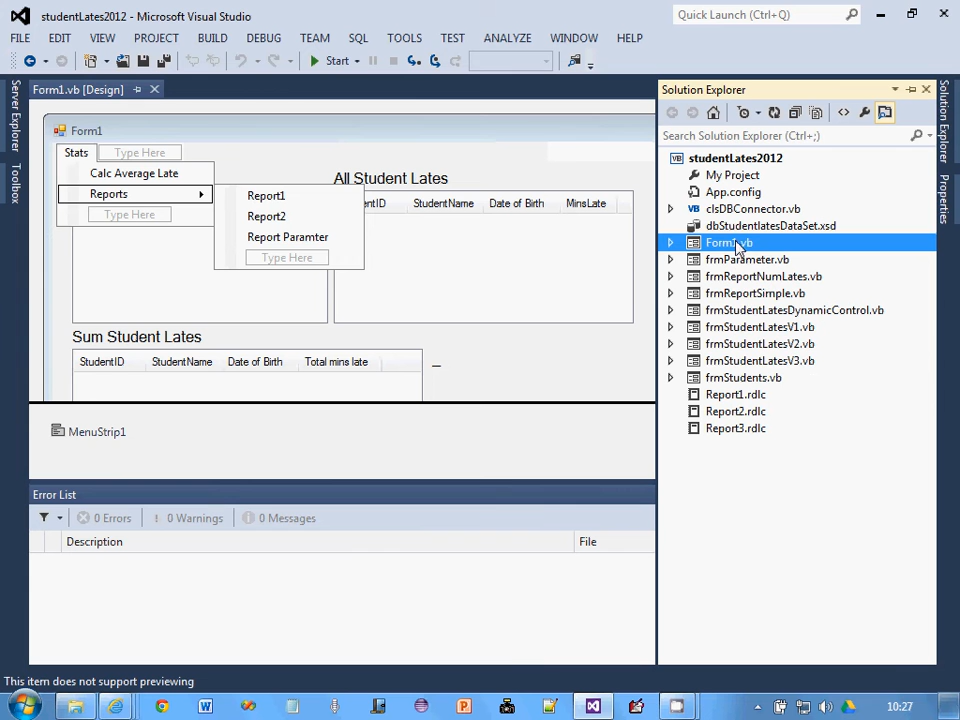 studentLates2012 - Microsoft Visual Studio
Quick Launch (Ctrl+Q)
FILE EDIT VIEW PROJECT BUILD DEBUG TEAM SQL TOOLS TEST ANALYZE WINDOW HELP
Start
Server Explorer
Toolbox
Form1.vb [Design]
Form1
Stats Type Here
Calc Average Late
Reports
Type Here
Report1
Report2
Report Paramter
Type Here
All Student Lates
StudentName Date of Birth MinsLate
Sum Student Lates
StudentID StudentName Date of Birth Total mins late
MenuStrip1
Error List
0 Errors 0 Warnings 0 Messages
Description File
Solution Explorer
Search Solution Explorer (Ctrl+;)
studentLates2012
My Project
App.config
clsDBConnector.vb
dbStudentlatesDataSet.xsd
Form1.vb
frmParameter.vb
frmReportNumLates.vb
frmReportSimple.vb
frmStudentLatesDynamicControl.vb
frmStudentLatesV1.vb
frmStudentLatesV2.vb
frmStudentLatesV3.vb
frmStudents.vb
Report1.rdlc
Report2.rdlc
Report3.rdlc
Solution Explorer
Properties
This item does not support previewing
10:27